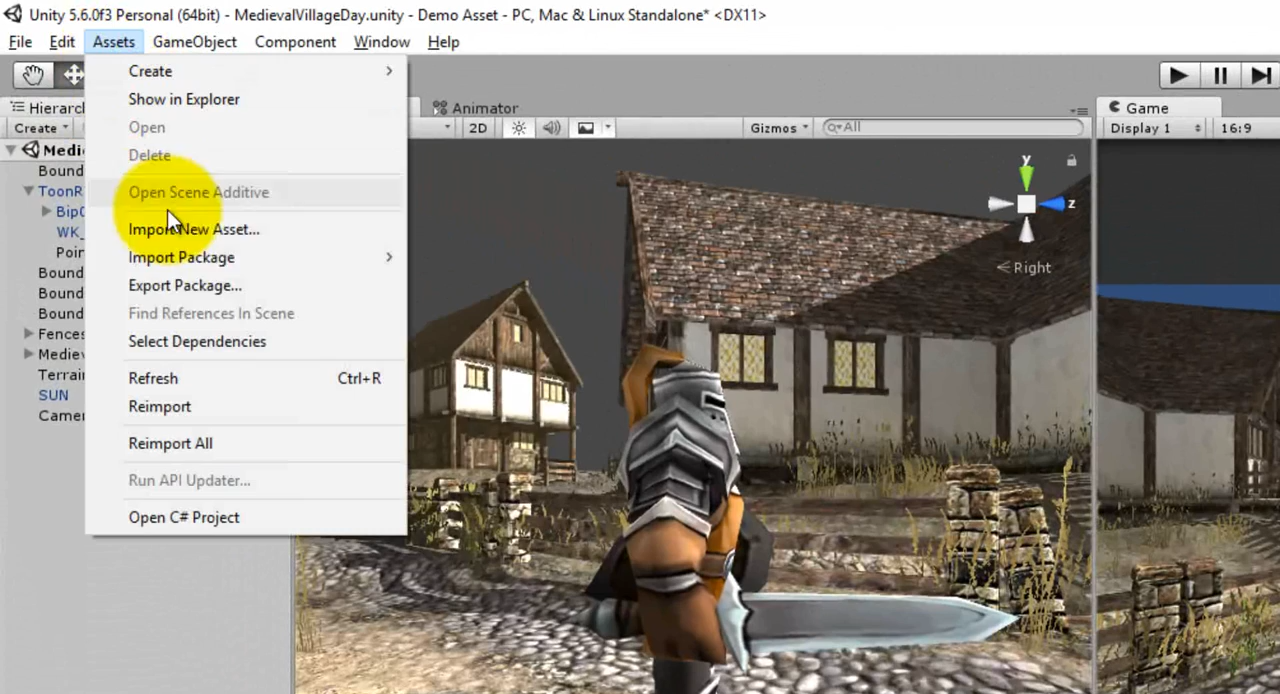 Unity 5.6.0f3 Personal (64bit) - MedievalVillageDay.unity - Demo Asset - PC, Mac & Linux Standalone* <DX11>
File Edit Assets GameObject Component Window Help
Hierarc
Create
Medi
Bound
ToonR
Bip0
WK_
Poin
Bound
Bound
Bound
Fences
Mediev
Terrain
SUN
Camer
Create
Show in Explorer
Open
Delete
Open Scene Additive
Import New Asset...
Import Package
Export Package...
Find References In Scene
Select Dependencies
Refresh Ctrl+R
Reimport
Reimport All
Run API Updater...
Open C# Project
Animator
2D Gizmos All
y
z
Right
Game
Display 1 16:9